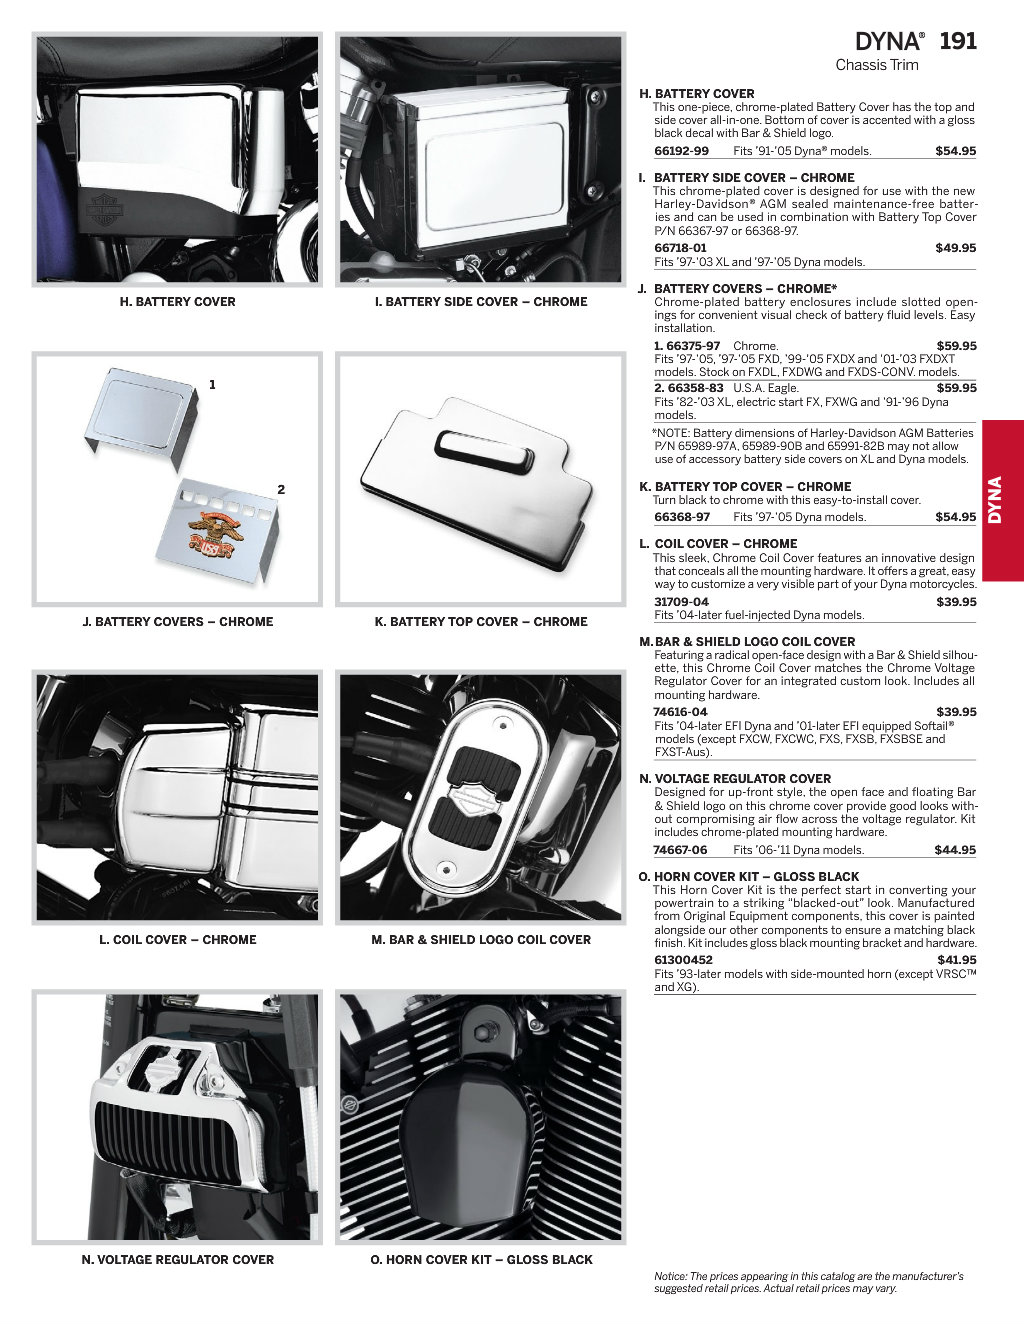 DYNA® 191
Chassis Trim
H. BATTERY COVER
This one-piece, chrome-plated Battery Cover has the top and
side cover all-in-one. Bottom of cover is accented with a gloss
black decal with Bar & Shield logo.
66192-99 Fits ’91-’05 Dyna® models. $54.95
I. BATTERY SIDE COVER – CHROME
This chrome-plated cover is designed for use with the new
Harley-Davidson® AGM sealed maintenance-free batter-
ies and can be used in combination with Battery Top Cover
P/N 66367-97 or 66368-97.
66718-01 $49.95
Fits ’97-’03 XL and ’97-’05 Dyna models.
J. BATTERY COVERS – CHROME*
Chrome-plated battery enclosures include slotted open-
ings for convenient visual check of battery fluid levels. Easy
installation.
1. 66375-97 Chrome. $59.95
Fits ’97-’05, ’97-’05 FXD, ’99-’05 FXDX and ’01-’03 FXDXT
models. Stock on FXDL, FXDWG and FXDS-CONV. models.
2. 66358-83 U.S.A. Eagle. $59.95
Fits ’82-’03 XL, electric start FX, FXWG and ’91-’96 Dyna
models.
*NOTE: Battery dimensions of Harley-Davidson AGM Batteries
P/N 65989-97A, 65989-90B and 65991-82B may not allow
use of accessory battery side covers on XL and Dyna models.
K. BATTERY TOP COVER – CHROME
Turn black to chrome with this easy-to-install cover.
66368-97 Fits ’97-’05 Dyna models. $54.95
L. COIL COVER – CHROME
This sleek, Chrome Coil Cover features an innovative design
that conceals all the mounting hardware. It offers a great, easy
way to customize a very visible part of your Dyna motorcycles.
31709-04 $39.95
Fits ’04-later fuel-injected Dyna models.
M. BAR & SHIELD LOGO COIL COVER
Featuring a radical open-face design with a Bar & Shield silhou-
ette, this Chrome Coil Cover matches the Chrome Voltage
Regulator Cover for an integrated custom look. Includes all
mounting hardware.
74616-04 $39.95
Fits ’04-later EFI Dyna and ’01-later EFI equipped Softail®
models (except FXCW, FXCWC, FXS, FXSB, FXSBSE and
FXST-Aus).
N. VOLTAGE REGULATOR COVER
Designed for up-front style, the open face and floating Bar
& Shield logo on this chrome cover provide good looks with-
out compromising air flow across the voltage regulator. Kit
includes chrome-plated mounting hardware.
74667-06 Fits ’06-’11 Dyna models. $44.95
O. HORN COVER KIT – GLOSS BLACK
This Horn Cover Kit is the perfect start in converting your
powertrain to a striking “blacked-out” look. Manufactured
from Original Equipment components, this cover is painted
alongside our other components to ensure a matching black
finish. Kit includes gloss black mounting bracket and hardware.
61300452 $41.95
Fits ’93-later models with side-mounted horn (except VRSC™
and XG).
H. BATTERY COVER
I. BATTERY SIDE COVER – CHROME
1
2
J. BATTERY COVERS – CHROME
K. BATTERY TOP COVER – CHROME
L. COIL COVER – CHROME
M. BAR & SHIELD LOGO COIL COVER
N. VOLTAGE REGULATOR COVER
O. HORN COVER KIT – GLOSS BLACK
DYNA
Notice: The prices appearing in this catalog are the manufacturer’s
suggested retail prices. Actual retail prices may vary.